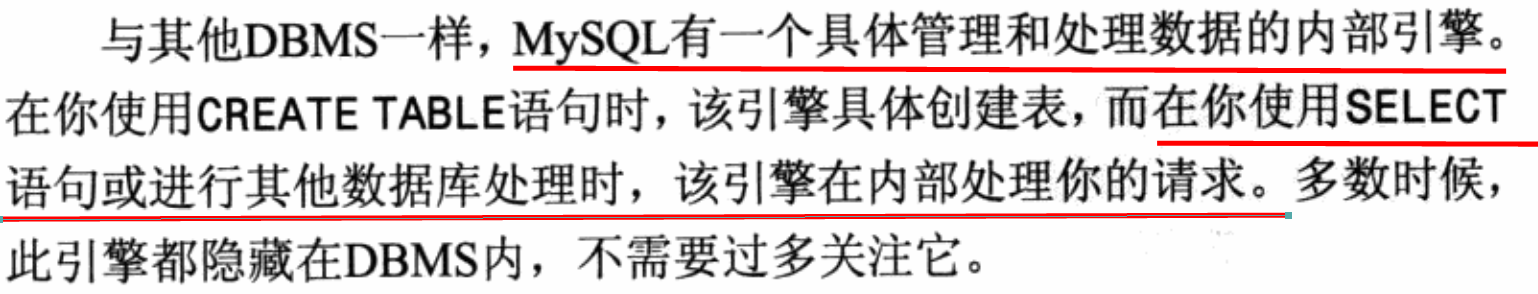 与其他DBMS一样，MySQL有一个具体管理和处理数据的内部引擎。
在你使用CREATE TABLE语句时，该引擎具体创建表，而在你使用SELECT
语句或进行其他数据库处理时，该引擎在内部处理你的请求。多数时候，
此引擎都隐藏在DBMS内，不需要过多关注它。